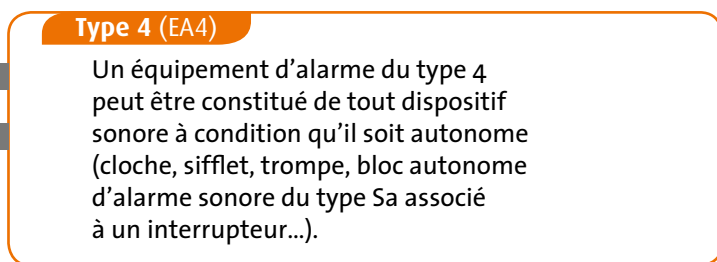 Type 4 (EA4)
Un équipement d’alarme du type 4
peut être constitué de tout dispositif
sonore à condition qu’il soit autonome
(cloche, sifflet, trompe, bloc autonome
d’alarme sonore du type Sa associé
à un interrupteur...).